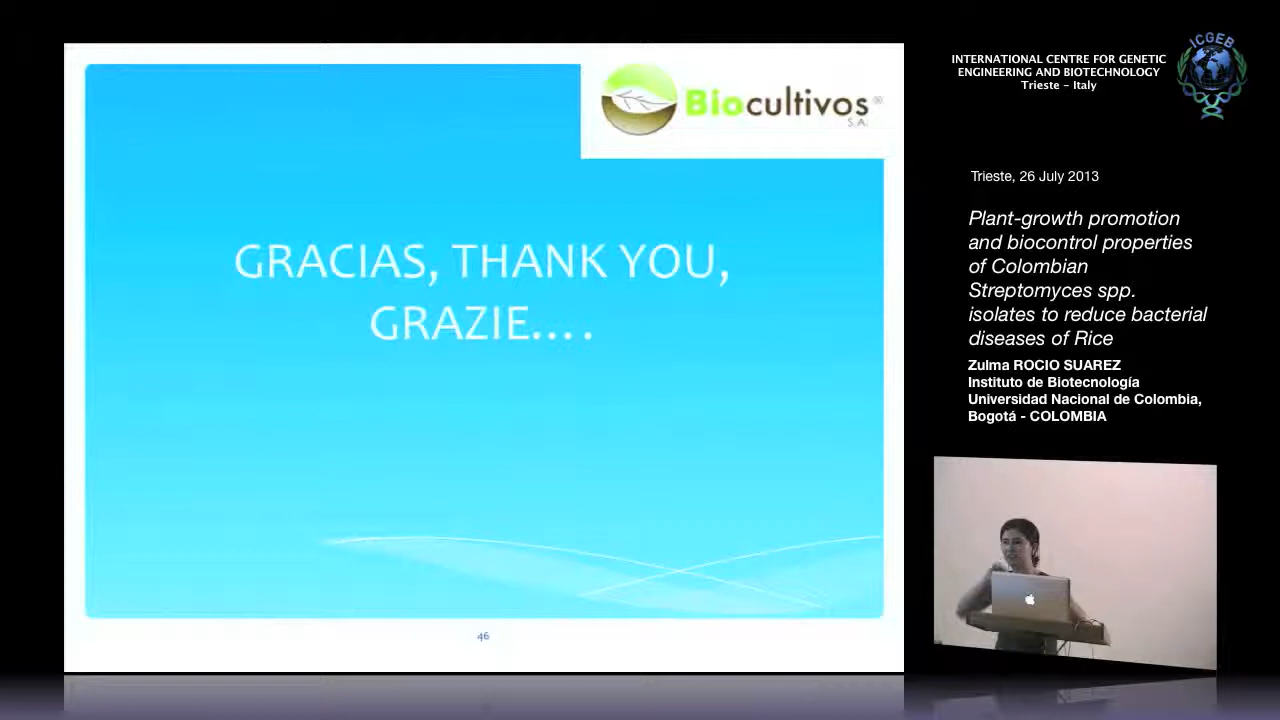 Biocultivos®
S.A.
GRACIAS, THANK YOU,
GRAZIE....
46
ICGEB
INTERNATIONAL CENTRE FOR GENETIC
ENGINEERING AND BIOTECHNOLOGY
Trieste - Italy
Trieste, 26 July 2013
Plant-growth promotion
and biocontrol properties
of Colombian
Streptomyces spp.
isolates to reduce bacterial
diseases of Rice
Zulma ROCIO SUAREZ
Instituto de Biotecnología
Universidad Nacional de Colombia,
Bogotá - COLOMBIA